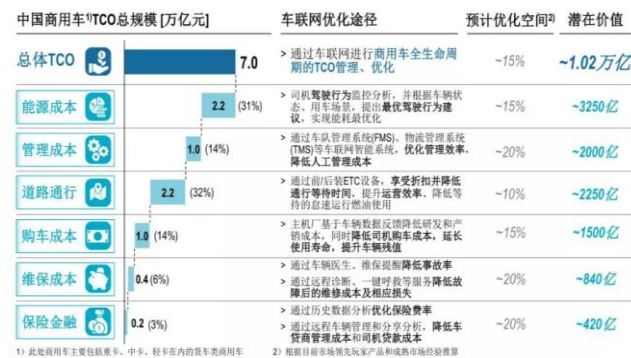 中国商用车¹⁾TCO总规模 [万亿元]
车联网优化途径
预计优化空间²⁾
潜在价值
总体TCO
7.0
> 通过车联网进行商用车全生命周
期的TCO管理、优化
~15%
~1.02万亿
能源成本
2.2 (31%)
> 司机驾驶行为监控分析，并根据车辆状
态、用车场景，提出最优驾驶行为建
议，实现能耗最优化
~15%
~3250亿
管理成本
1.0 (14%)
> 通过车队管理系统(FMS)、物流管理系统
(TMS)等车联网智能系统，优化管理效率，
降低人工管理成本
~20%
~2000亿
道路通行
2.2 (32%)
> 通过前/后装ETC设备，享受折扣并降低
通行等待时间，提升运营效率、降低等
待的怠速运行燃油使用
~10%
~2250亿
购车成本
1.0 (14%)
> 主机厂基于车辆数据反馈降低研发和产
销成本，同时降低司机购车成本，延长
使用寿命，提升车辆残值
~15%
~1500亿
维保成本
0.4 (6%)
> 通过车辆医生、维保提醒降低事故率
> 通过远程诊断、一键呼救等服务降低故
障后的维修成本及相应损失
~20%
~840亿
保险金融
0.2 (3%)
> 通过历史数据分析优化保险费率
> 通过远程车辆管理和分享分析，降低车
贷商管理成本和司机贷款成本
~20%
~420亿
1）此处商用车主要包括重卡、中卡、轻卡在内的货车类商用车
2）根据目前市场领先玩家产品和成熟市场经验推算